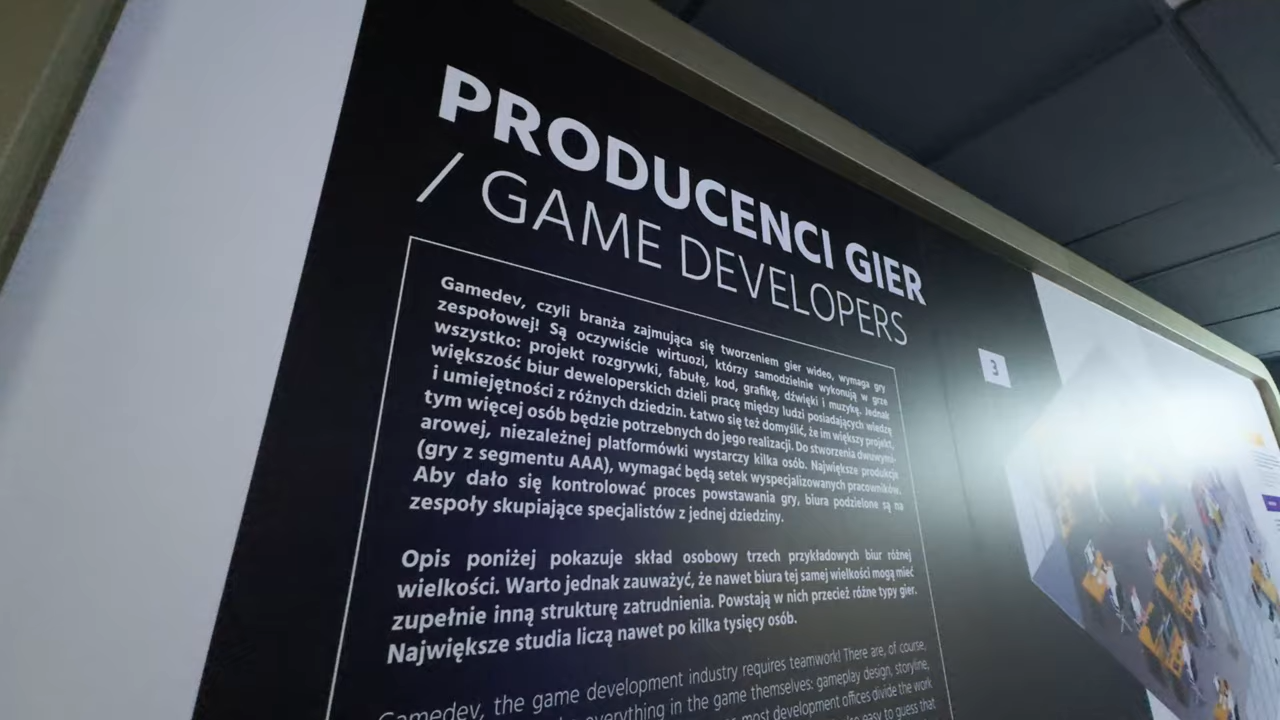 PRODUCENCI GIER
/ GAME DEVELOPERS
Gamedev, czyli branża zajmująca się tworzeniem gier wideo, wymaga gry
zespołowej! Są oczywiście wirtuozi, którzy samodzielnie wykonują w grze
wszystko: projekt rozgrywki, fabułę, kod, grafikę, dźwięki i muzykę. Jednak
większość biur deweloperskich dzieli pracę między ludzi posiadających wiedzę
i umiejętności z różnych dziedzin. Łatwo się też domyślić, że im większy projekt,
tym więcej osób będzie potrzebnych do jego realizacji. Do stworzenia dwuwymi-
arowej, niezależnej platformówki wystarczy kilka osób. Największe produkcje
(gry z segmentu AAA), wymagać będą setek wyspecjalizowanych pracowników.
Aby dało się kontrolować proces powstawania gry, biura podzielone są na
zespoły skupiające specjalistów z jednej dziedziny.
Opis poniżej pokazuje skład osobowy trzech przykładowych biur różnej
wielkości. Warto jednak zauważyć, że nawet biura tej samej wielkości mogą mieć
zupełnie inną strukturę zatrudnienia. Powstają w nich przecież różne typy gier.
Największe studia liczą nawet po kilka tysięcy osób.
Gamedev, the game development industry requires teamwork! There are, of course,
everything in the game themselves: gameplay design, storyline,
most development offices divide the work
easy to guess that
3